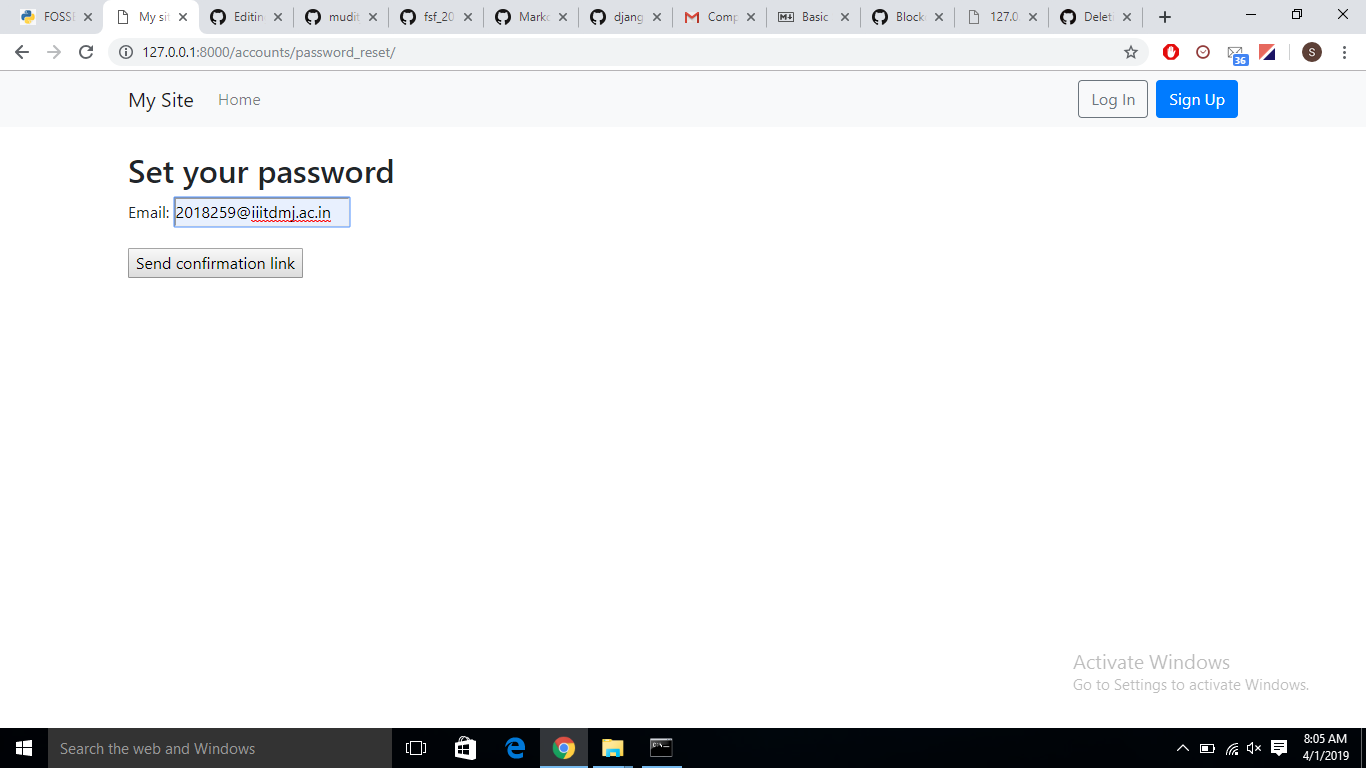 FOSSE
My sit
Editin
mudit
fsf_20
Marko
djang
Comp
Basic
Block
127.0
Delet
127.0.0.1:8000/accounts/password_reset/
36
S
My Site
Home
Log In
Sign Up
Set your password
Email: 2018259@iiitdmj.ac.in
Send confirmation link
Activate Windows
Go to Settings to activate Windows.
Search the web and Windows
8:05 AM
4/1/2019